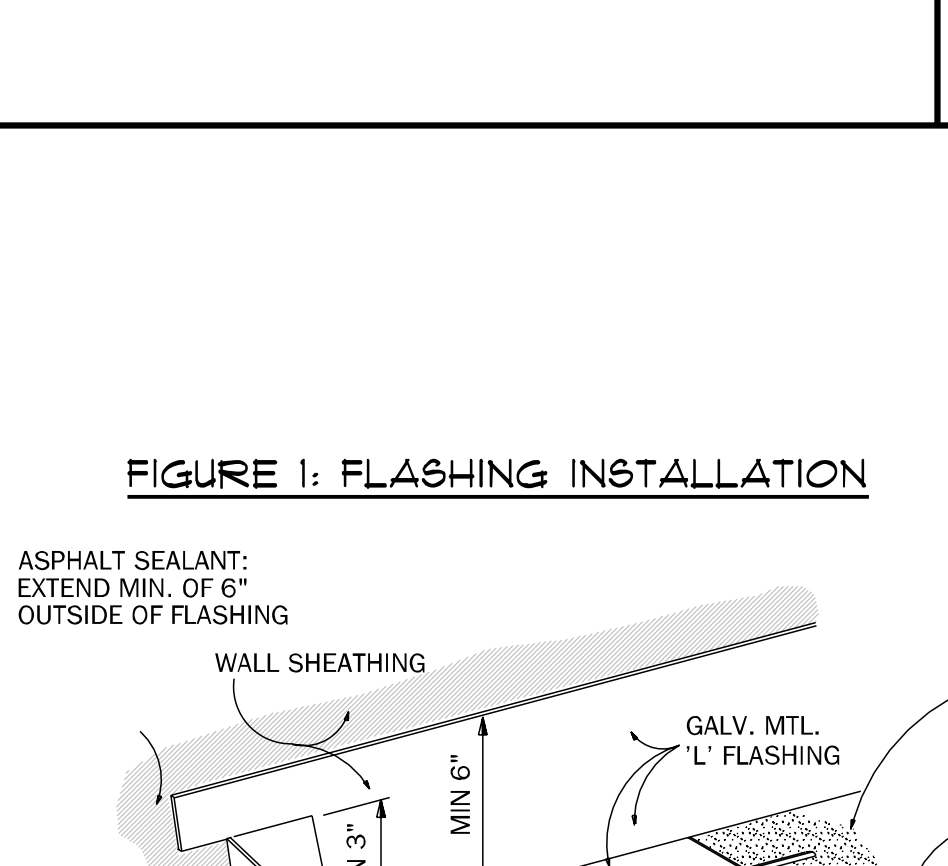 FIGURE 1: FLASHING INSTALLATION
ASPHALT SEALANT:
EXTEND MIN. OF 6"
OUTSIDE OF FLASHING
WALL SHEATHING
GALV. MTL.
'L' FLASHING
MIN 6"
3"